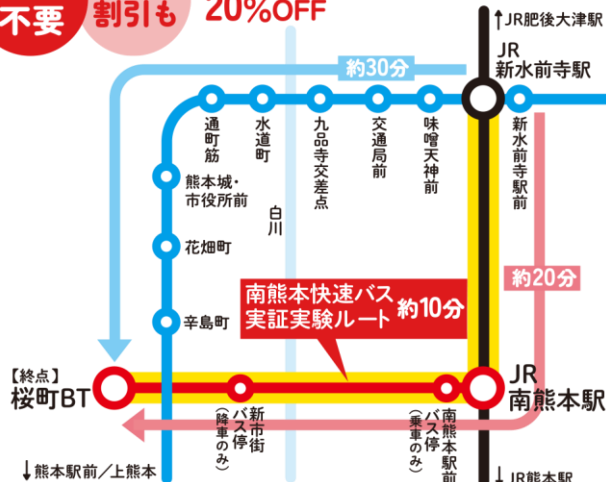 不要
割引も
20%OFF
↑JR肥後大津駅
JR
新水前寺駅
約30分
通町筋
水道町
九品寺交差点
交通局前
味噌天神前
新水前寺駅前
熊本城・
市役所前
白川
花畑町
約20分
南熊本快速バス
実証実験ルート
約10分
辛島町
【終点】
桜町BT
JR
南熊本駅
新市街
バス停
(降車のみ)
南熊本駅前
バス停
(乗車のみ)
↓熊本駅前/上熊本
↓JR熊本駅